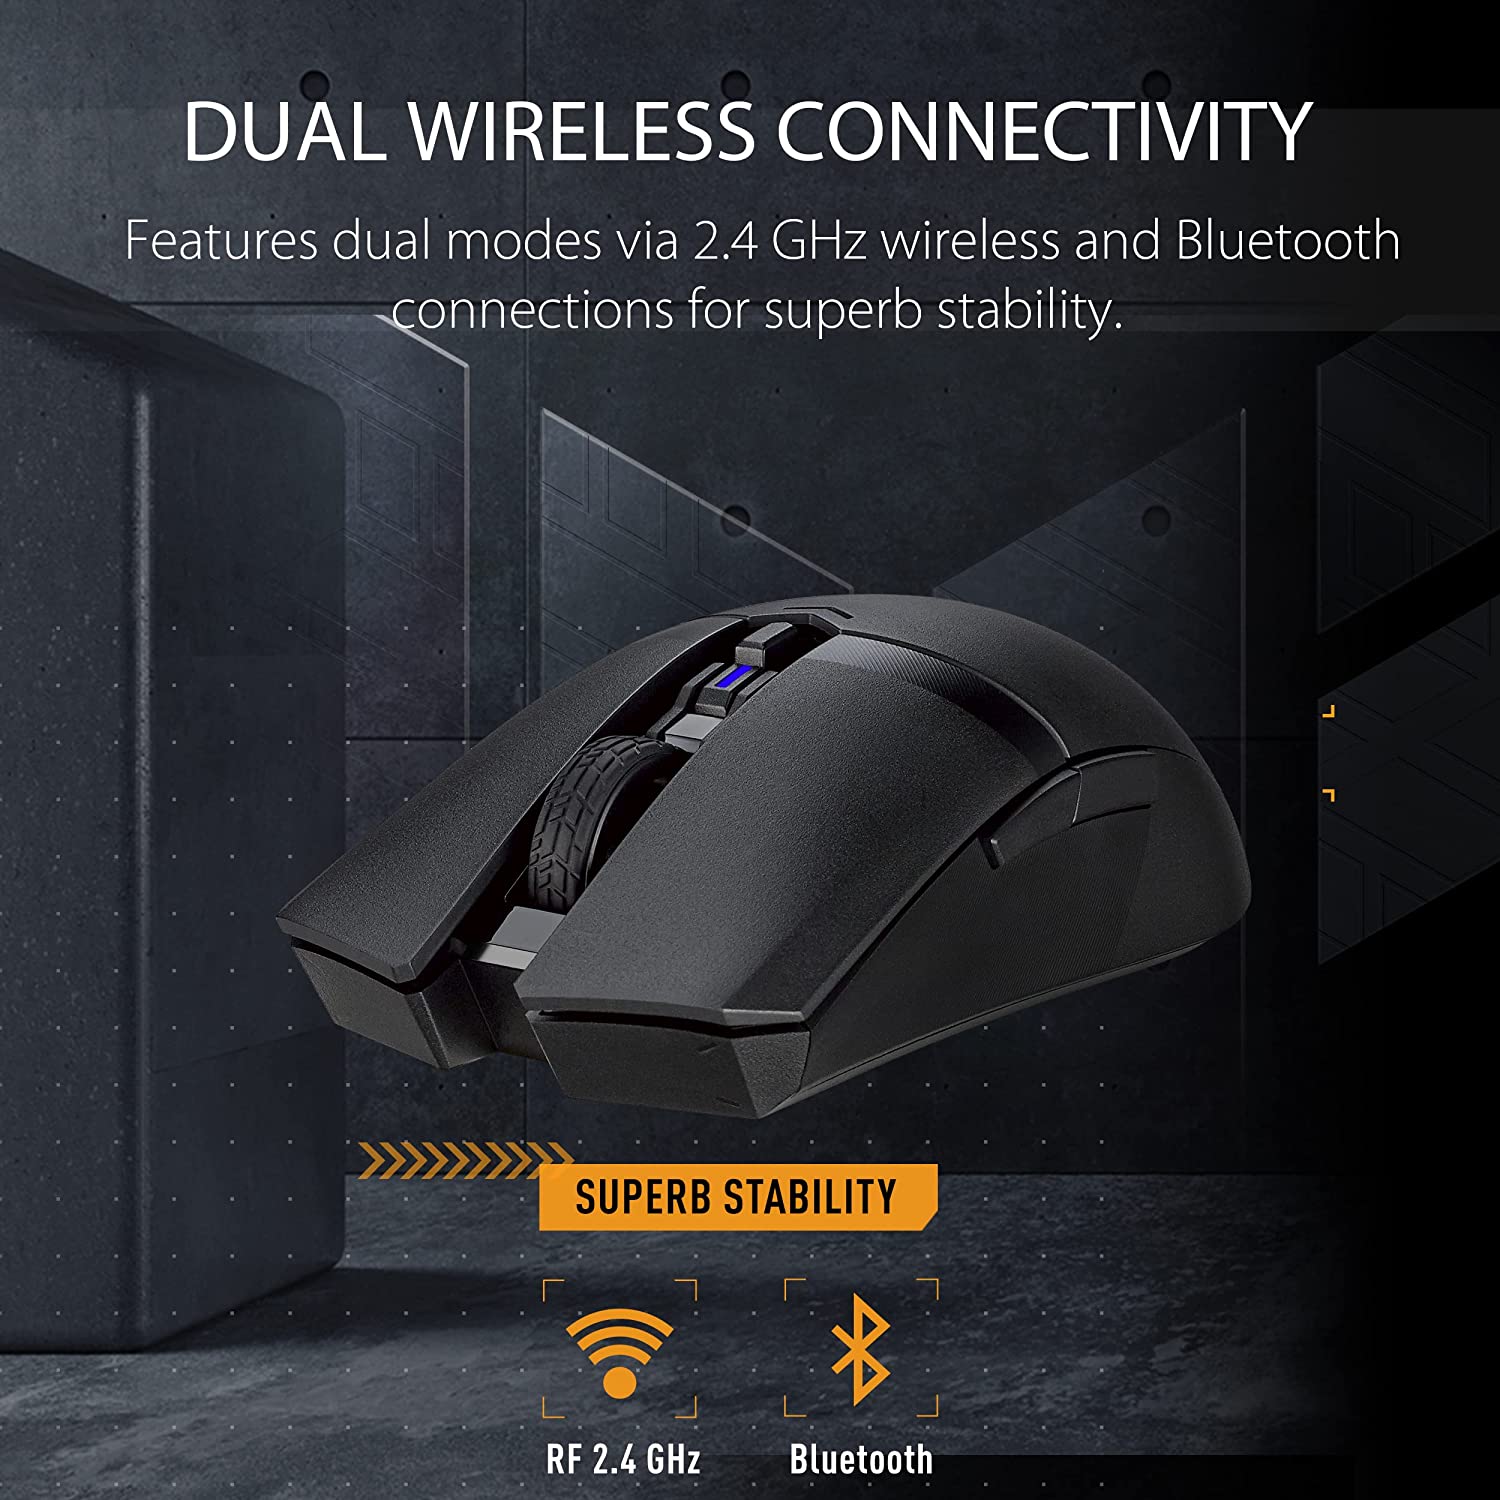 DUAL WIRELESS CONNECTIVITY
Features dual modes via 2.4 GHz wireless and Bluetooth
connections for superb stability.
SUPERB STABILITY
RF 2.4 GHz
Bluetooth